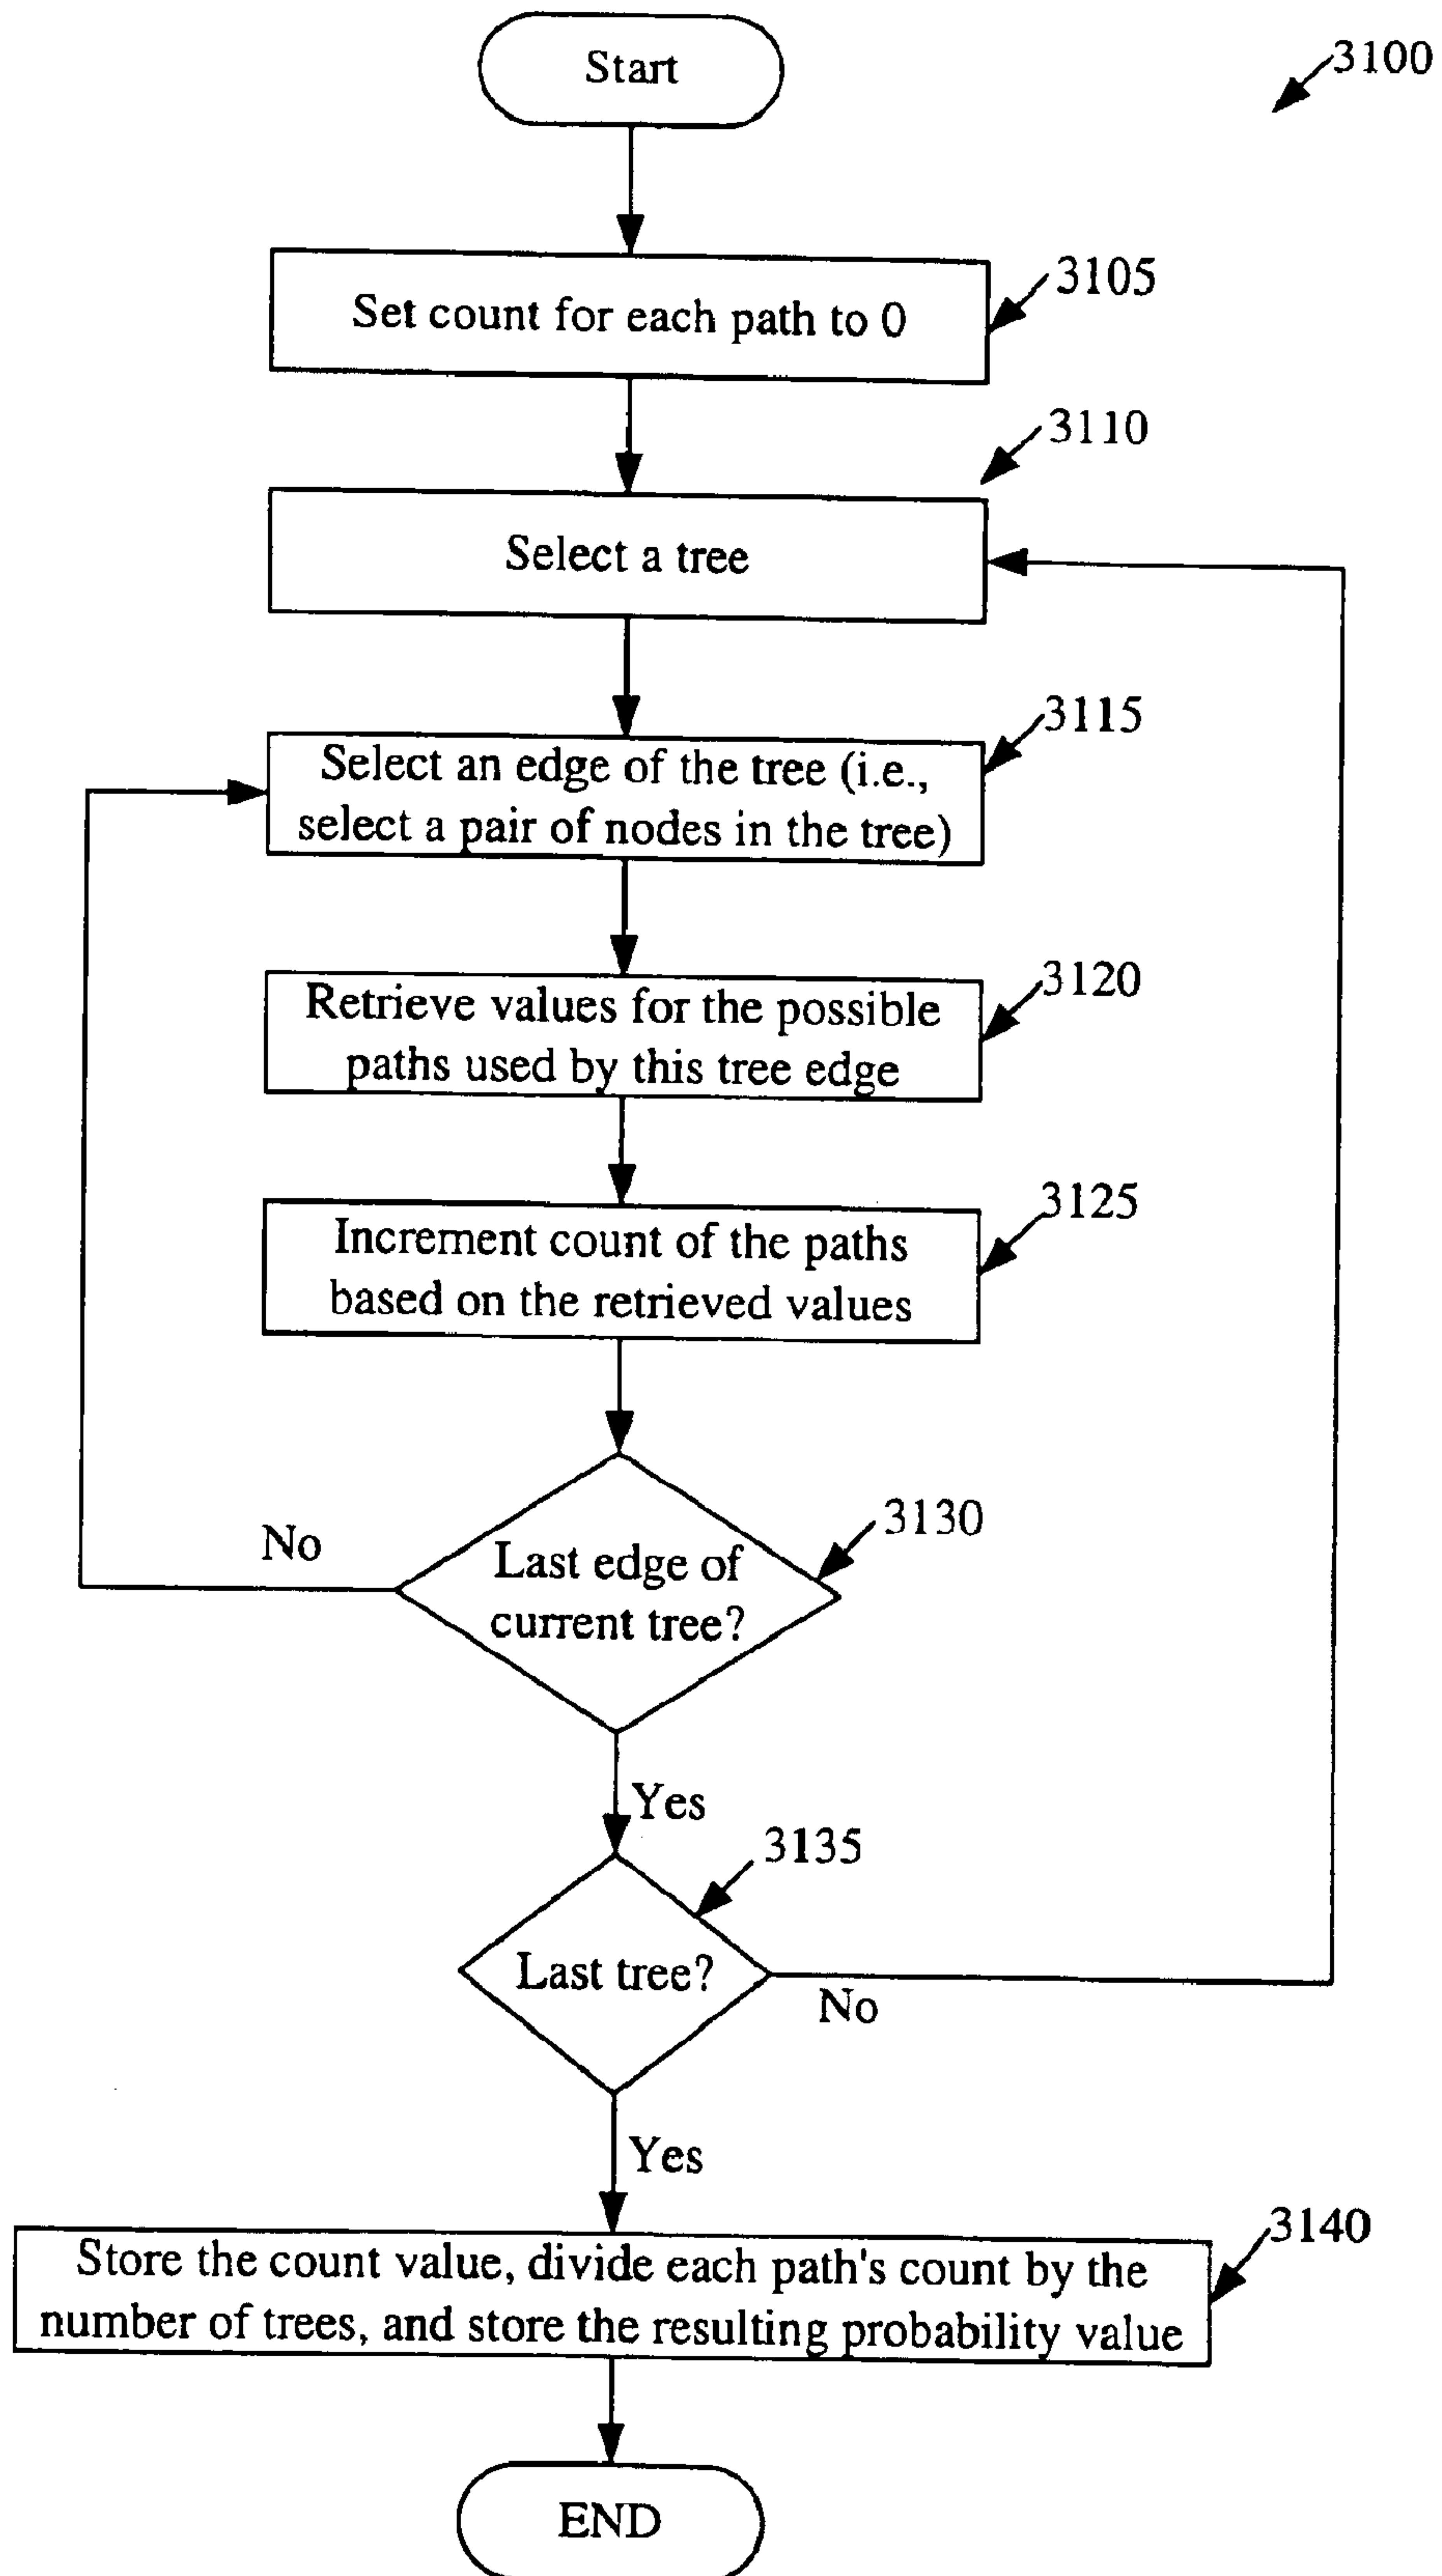 Start
3100
Set count for each path to 0
3105
3110
Select a tree
3115
Select an edge of the tree (i.e.,
select a pair of nodes in the tree)
3120
Retrieve values for the possible
paths used by this tree edge
3125
Increment count of the paths
based on the retrieved values
3130
No
Last edge of
current tree?
Yes
3135
Last tree?
No
Yes
3140
Store the count value, divide each path's count by the
number of trees, and store the resulting probability value
END